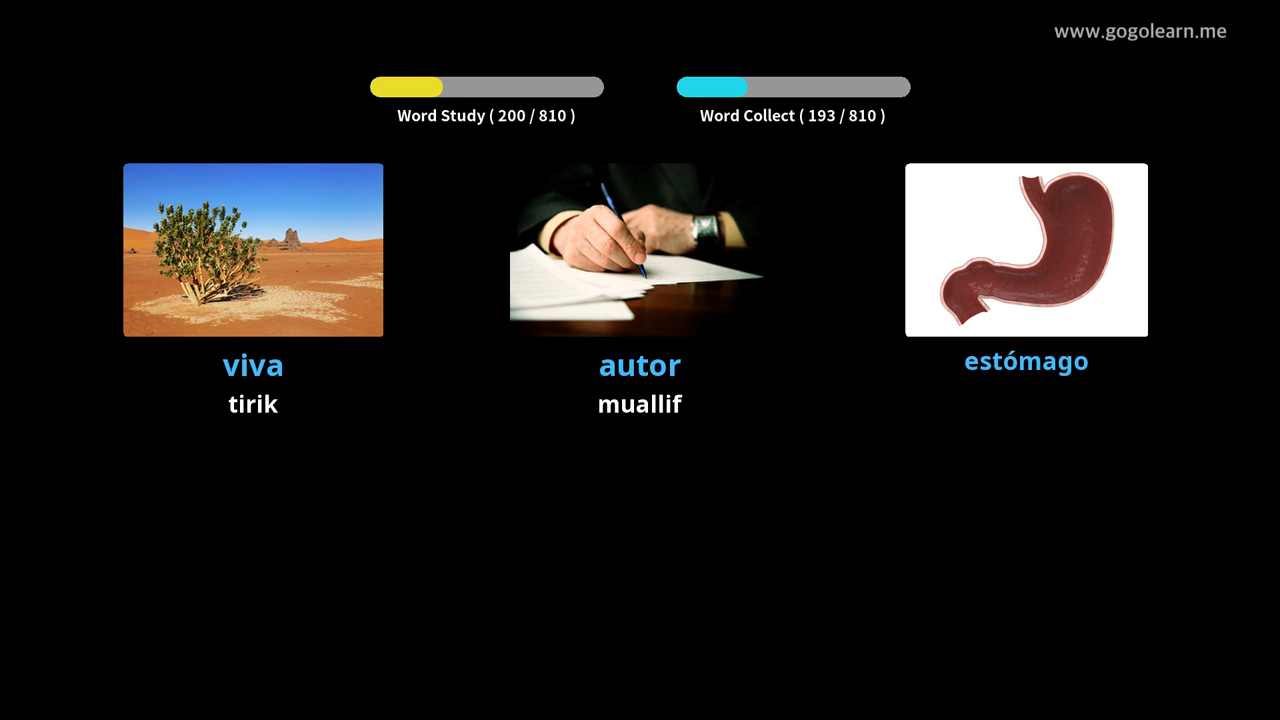 www.gogolearn.me
Word Study ( 200 / 810 )
Word Collect ( 193 / 810 )
viva
autor
estómago
tirik
muallif